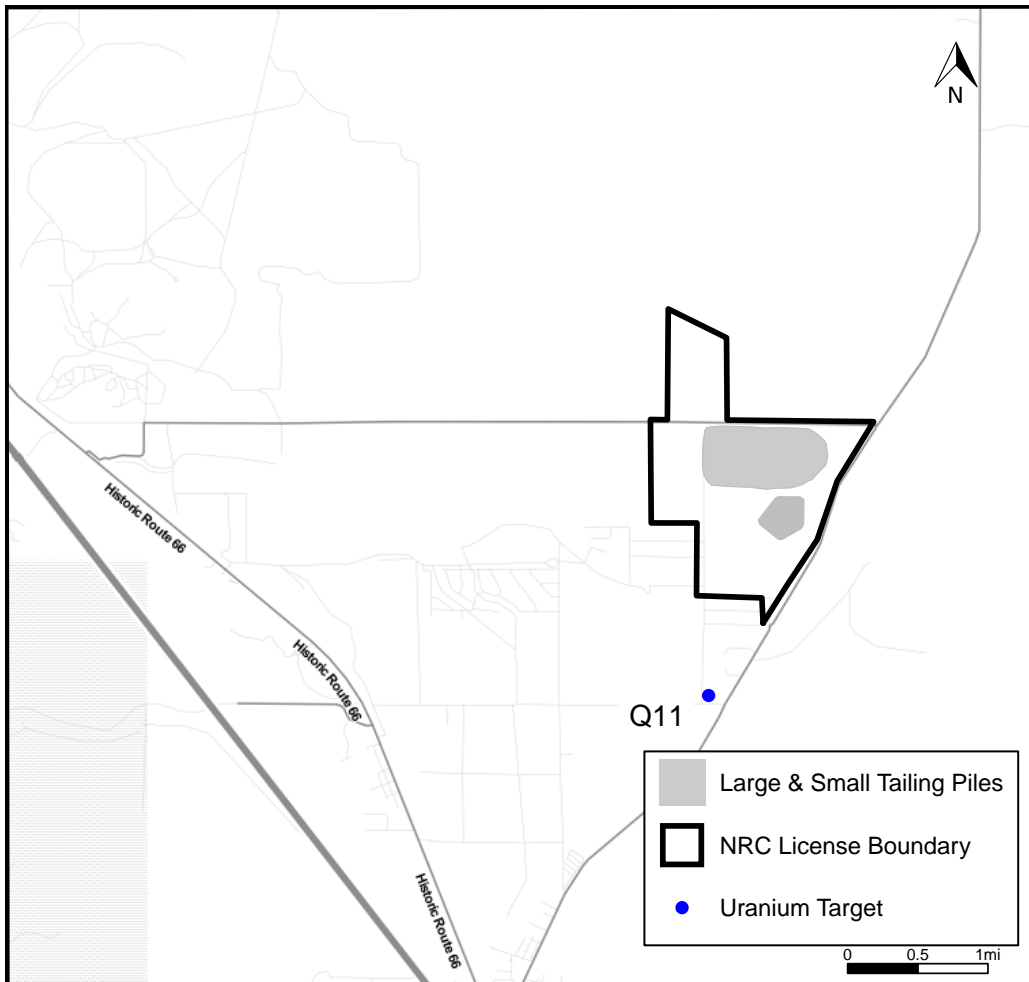 N
Historic Route 66
Historic Route 66
Q11
Large & Small Tailing Piles
NRC License Boundary
Uranium Target
Historic Route 66
0 0.5 1mi